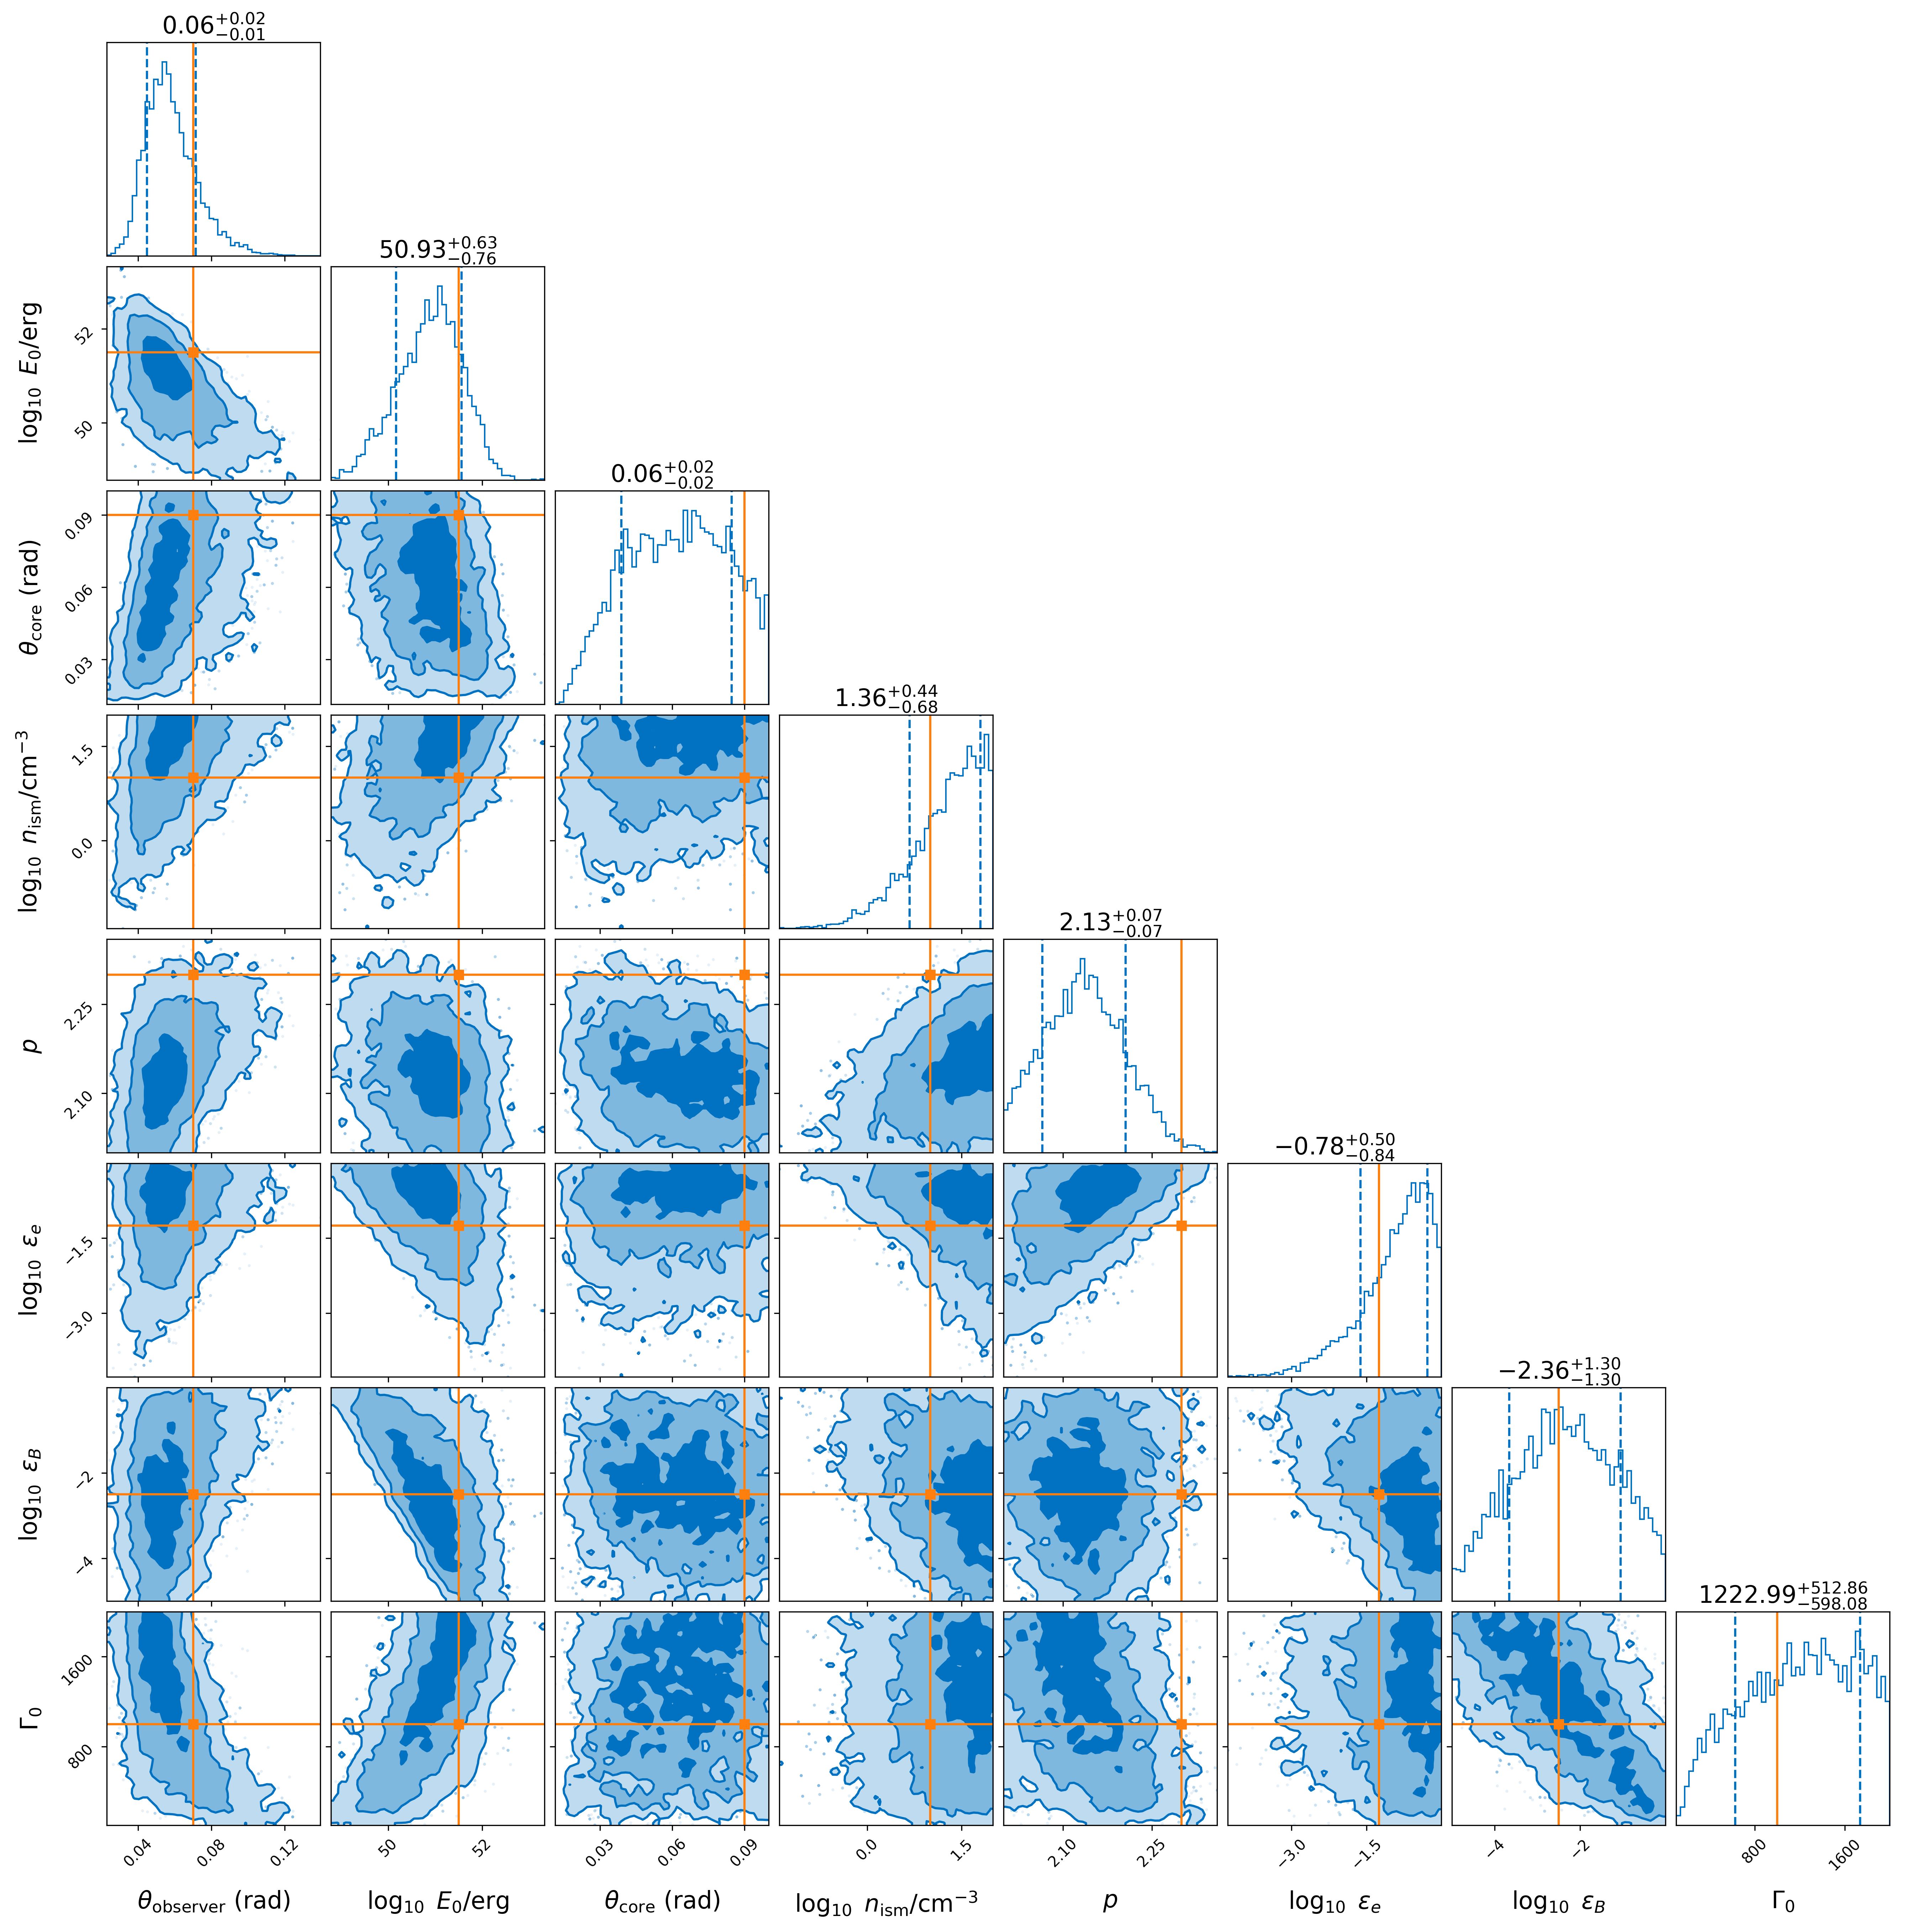 0.06+0.02−0.01
50.93+0.63−0.76
log10 E0/erg
52
50
0.06+0.02−0.02
θcore (rad)
0.09
0.06
0.03
1.36+0.44−0.68
log10 nism/cm−3
1.5
0.0
2.13+0.07−0.07
p
2.25
2.10
−0.78+0.50−0.84
log10 εe
−1.5
−3.0
−2.36+1.30−1.30
log10 εB
−2
−4
1222.99+512.86−598.08
Γ0
1600
800
0.04 0.08 0.12 50 52 0.03 0.06 0.09 0.0 1.5 2.10 2.25 −3.0 −1.5 −4 −2 800 1600
θobserver (rad) log10 E0/erg θcore (rad) log10 nism/cm−3 p log10 εe log10 εB Γ0